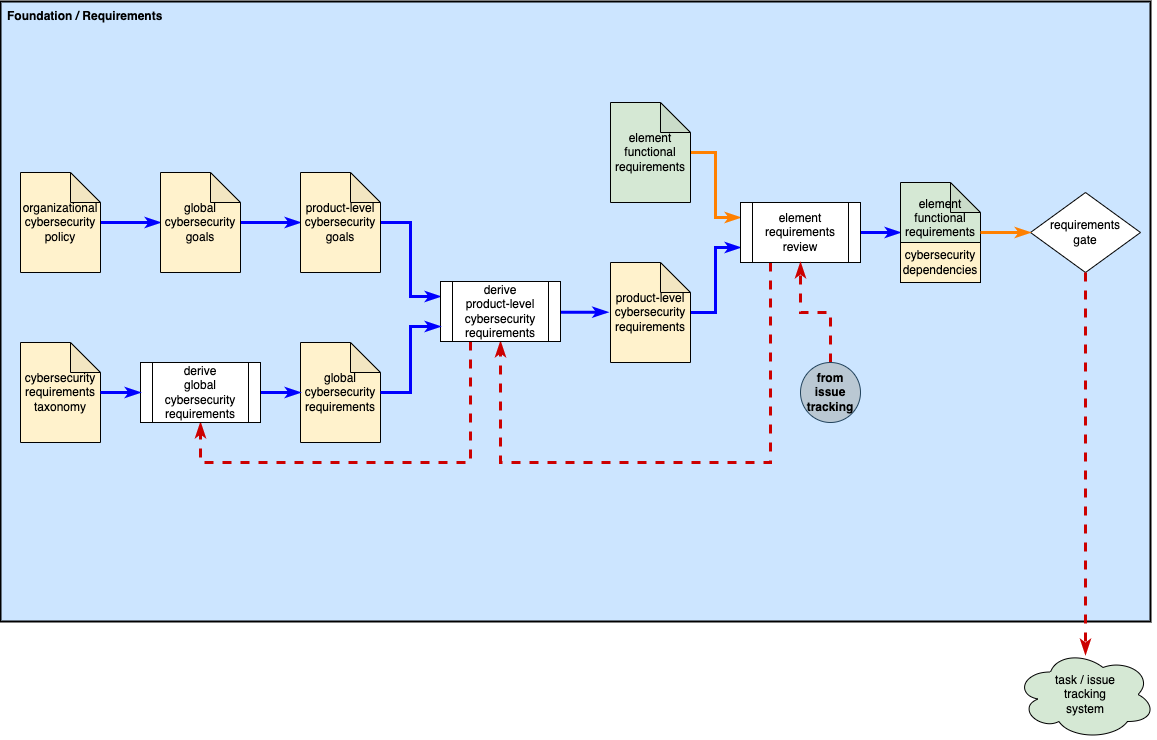 Foundation / Requirements
element
functional
requirements
organizational
cybersecurity
policy
global
cybersecurity
goals
product-level
cybersecurity
goals
element
requirements
review
element
functional
requirements
cybersecurity
dependencies
requirements
gate
derive
product-level
cybersecurity
requirements
product-level
cybersecurity
requirements
cybersecurity
requirements
taxonomy
derive
global
cybersecurity
requirements
global
cybersecurity
requirements
from
issue
tracking
task / issue
tracking
system